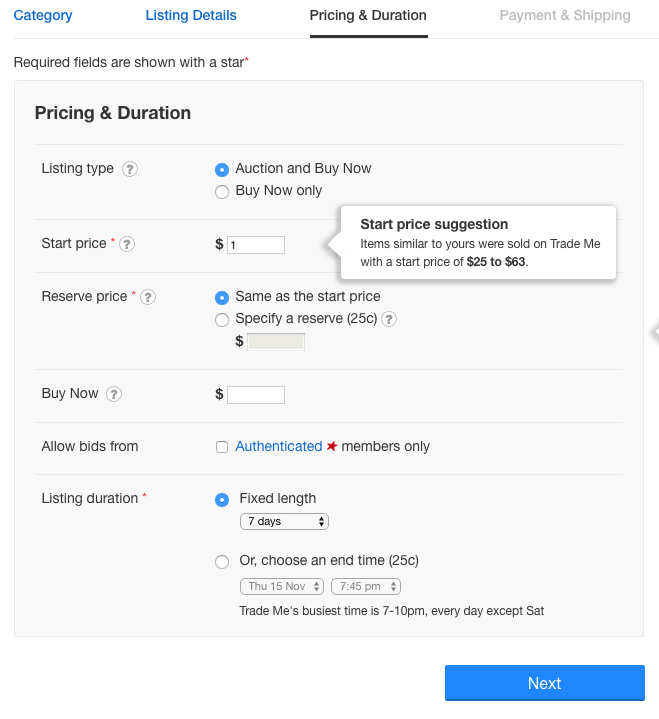 Category Listing Details Pricing & Duration Payment & Shipping
Required fields are shown with a star*
Pricing & Duration
Listing type ? Auction and Buy Now
Buy Now only
Start price suggestion
Items similar to yours were sold on Trade Me
with a start price of $25 to $63.
Start price * ? $ 1
Reserve price * ? Same as the start price
Specify a reserve (25c) ?
$
Buy Now ? $
Allow bids from Authenticated members only
Listing duration * Fixed length
7 days
Or, choose an end time (25c)
Thu 15 Nov 7:45 pm
Trade Me's busiest time is 7-10pm, every day except Sat
Next